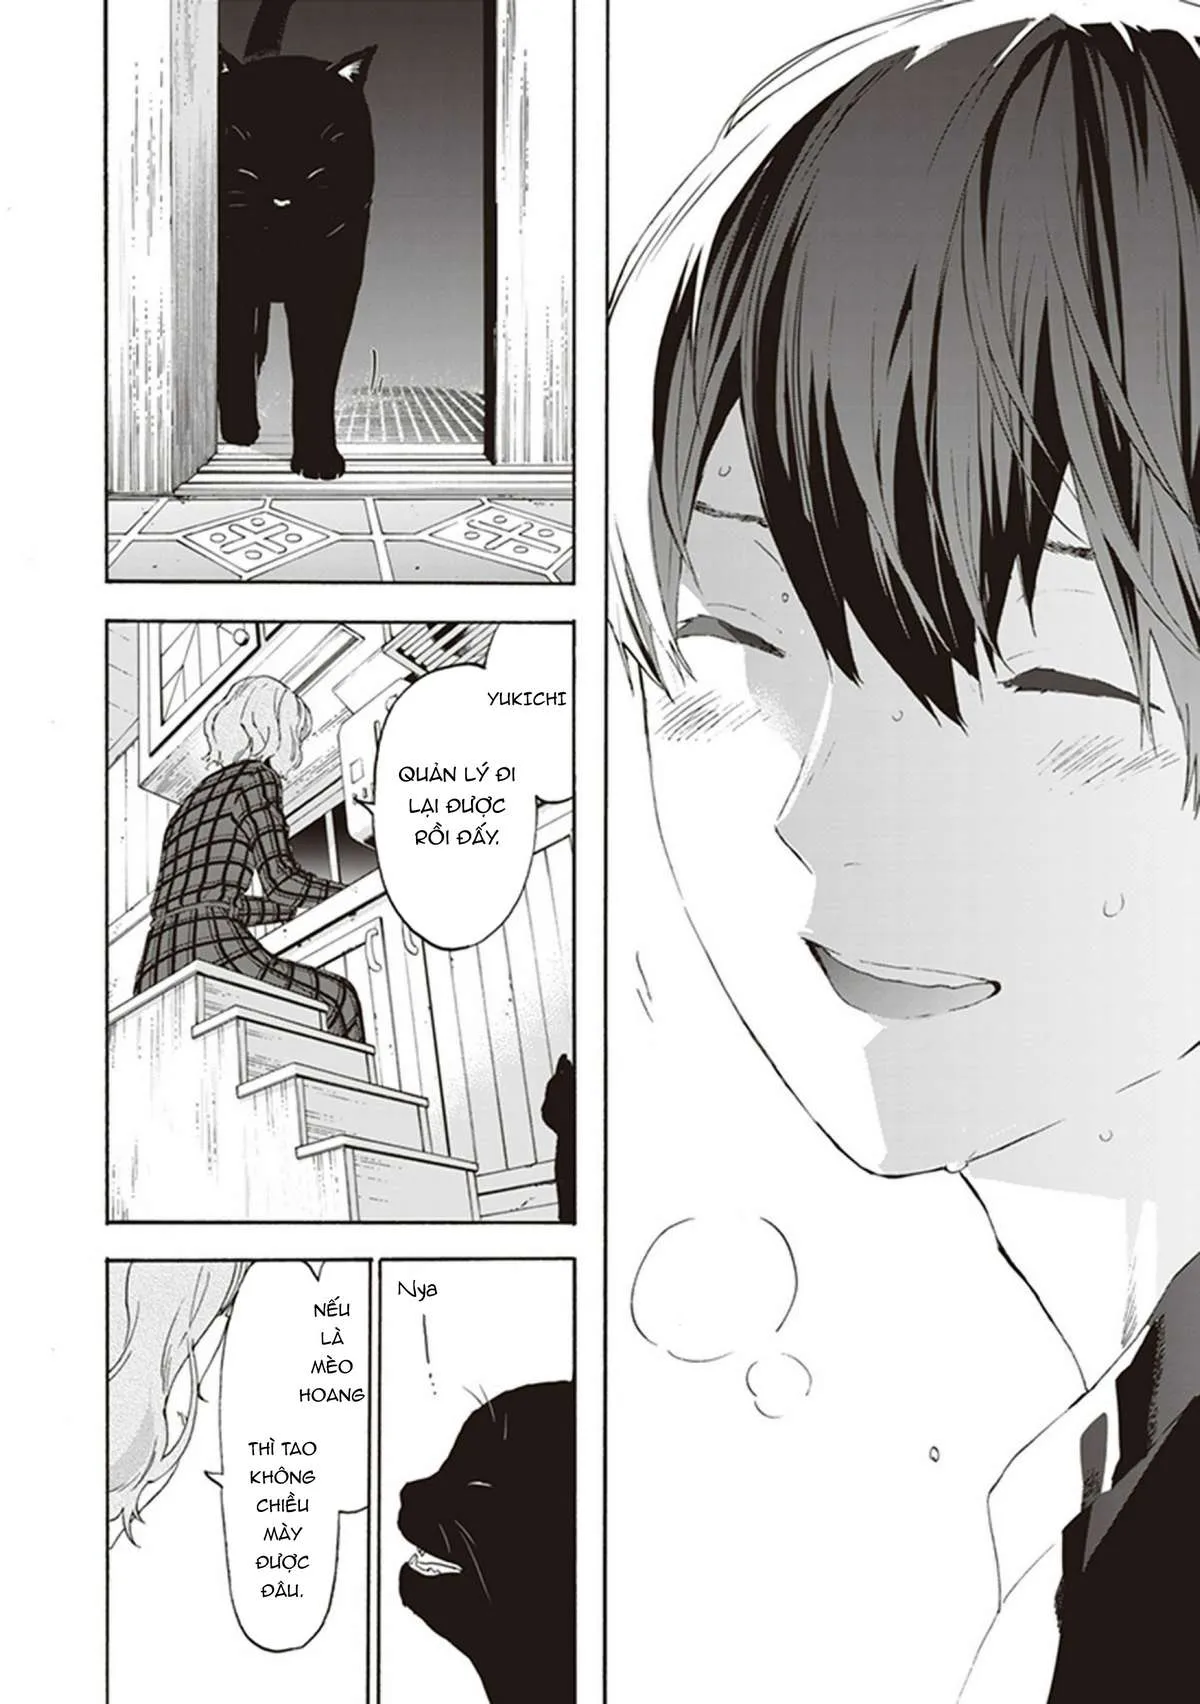 YUKICHI
QUẢN LÝ ĐI
LẠI ĐƯỢC
RỒI ĐẤY.
Nya
NẾU
LÀ
MÈO
HOANG
THÌ TAO
KHÔNG
CHIỀU
MÀY
ĐƯỢC
ĐÂU.